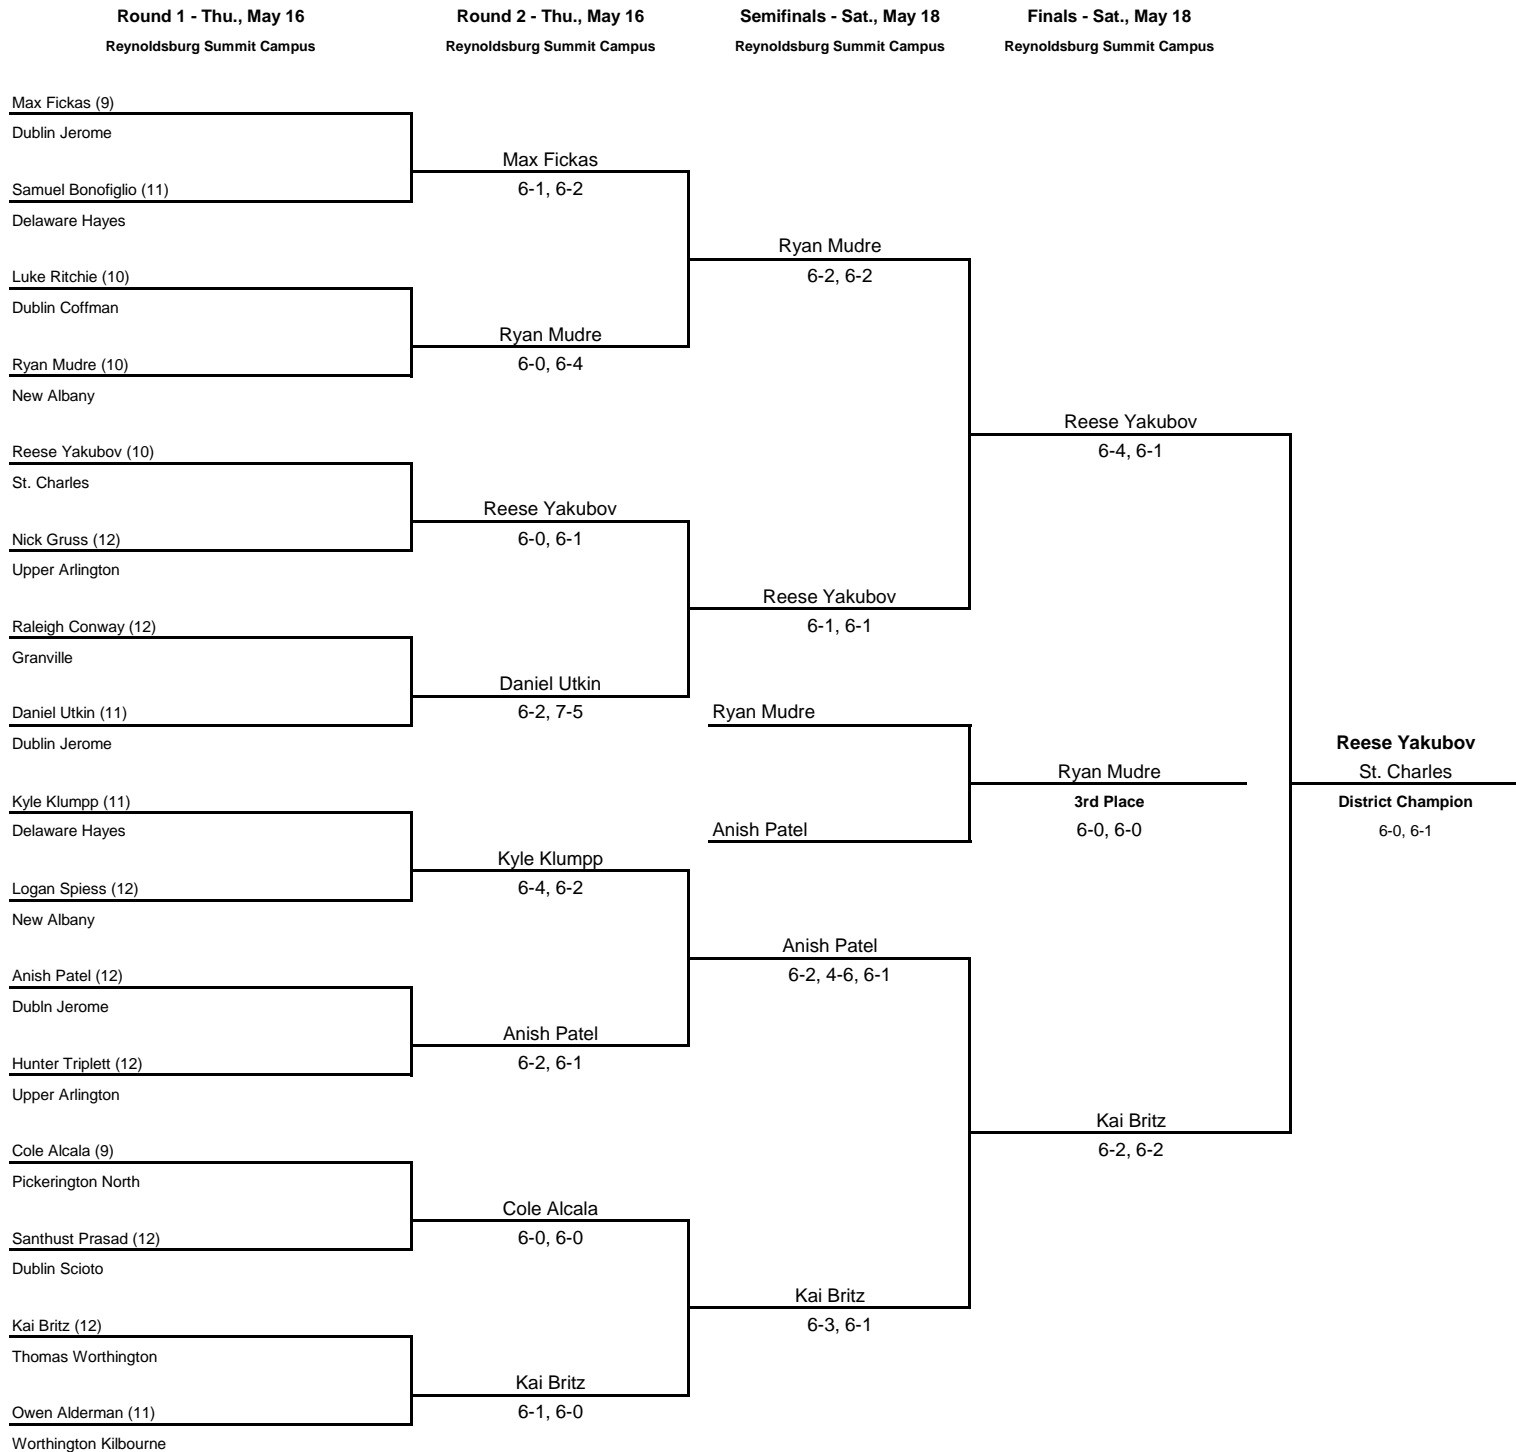 Round 1 - Thu., May 16
Reynoldsburg Summit Campus
Round 2 - Thu., May 16
Reynoldsburg Summit Campus
Semifinals - Sat., May 18
Reynoldsburg Summit Campus
Finals - Sat., May 18
Reynoldsburg Summit Campus
Max Fickas (9)
Dublin Jerome
Samuel Bonofiglio (11)
Delaware Hayes
Luke Ritchie (10)
Dublin Coffman
Ryan Mudre (10)
New Albany
Reese Yakubov (10)
St. Charles
Nick Gruss (12)
Upper Arlington
Raleigh Conway (12)
Granville
Daniel Utkin (11)
Dublin Jerome
Kyle Klumpp (11)
Delaware Hayes
Logan Spiess (12)
New Albany
Anish Patel (12)
Dubln Jerome
Hunter Triplett (12)
Upper Arlington
Cole Alcala (9)
Pickerington North
Santhust Prasad (12)
Dublin Scioto
Kai Britz (12)
Thomas Worthington
Owen Alderman (11)
Worthington Kilbourne
Max Fickas
6-1, 6-2
Ryan Mudre
6-0, 6-4
Reese Yakubov
6-0, 6-1
Daniel Utkin
6-2, 7-5
Kyle Klumpp
6-4, 6-2
Anish Patel
6-2, 6-1
Cole Alcala
6-0, 6-0
Kai Britz
6-1, 6-0
Ryan Mudre
6-2, 6-2
Reese Yakubov
6-1, 6-1
Ryan Mudre
Anish Patel
Anish Patel
6-2, 4-6, 6-1
Kai Britz
6-3, 6-1
Reese Yakubov
6-4, 6-1
Ryan Mudre
3rd Place
6-0, 6-0
Kai Britz
6-2, 6-2
Reese Yakubov
St. Charles
District Champion
6-0, 6-1